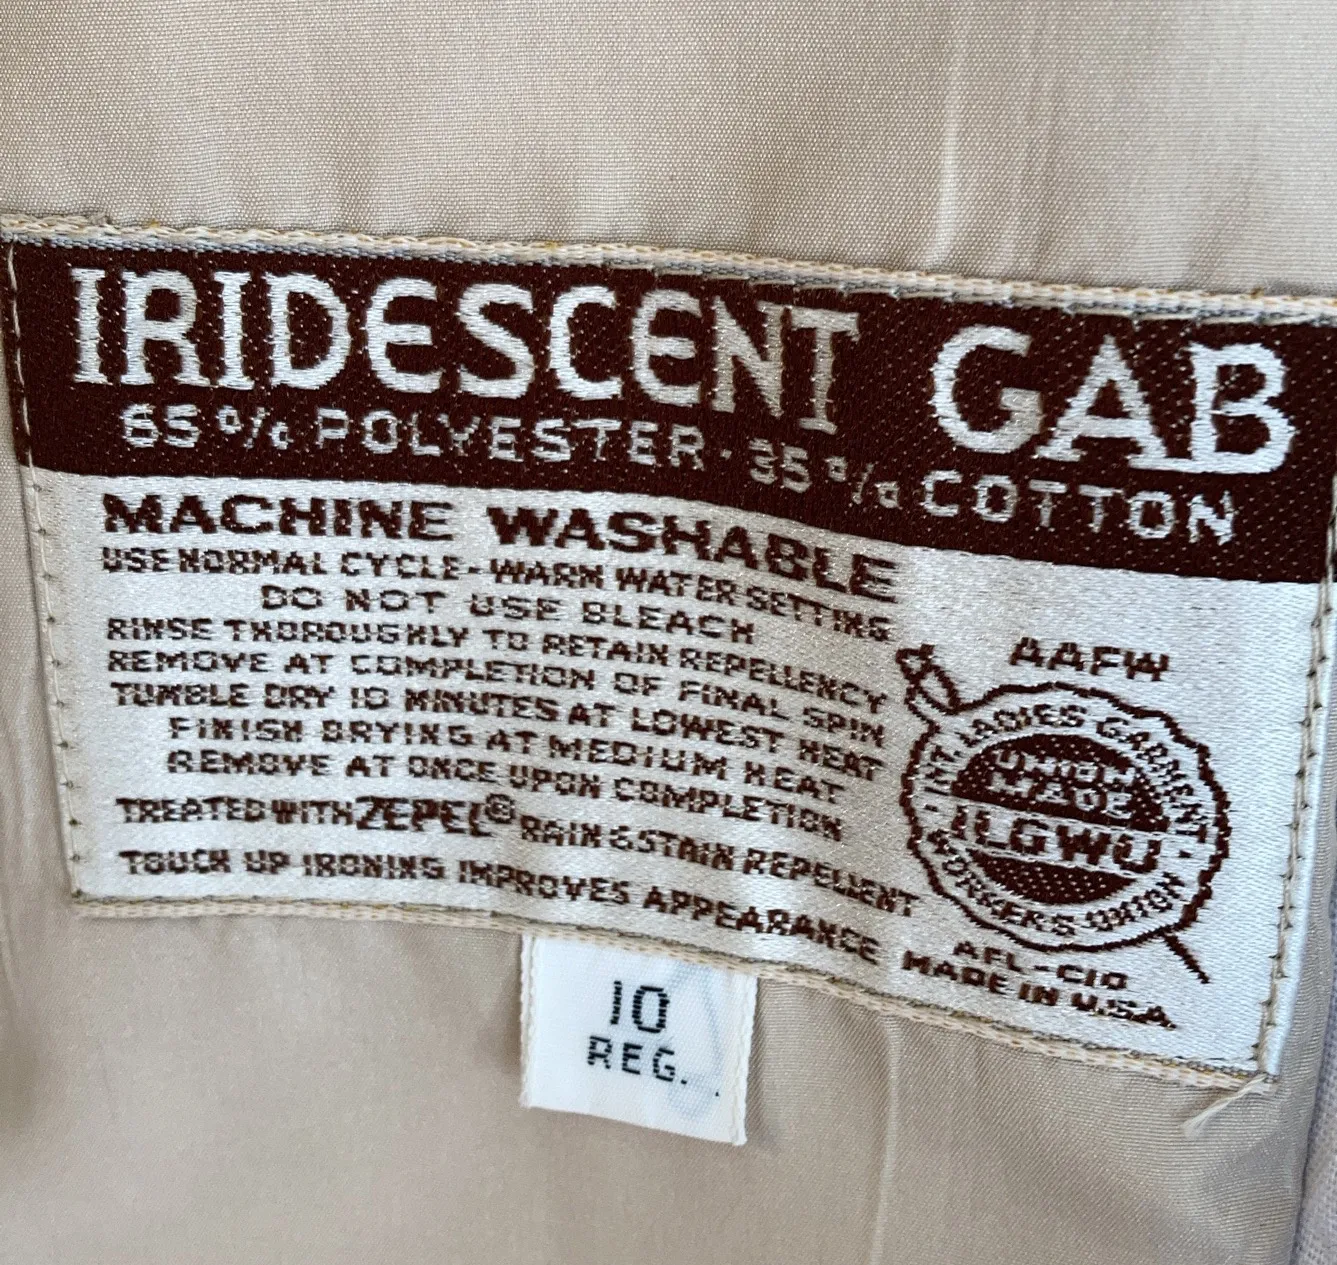 IRIDESCENT GAB
65% POLYESTER · 35% COTTON
MACHINE WASHABLE
USE NORMAL CYCLE - WARM WATER SETTING
DO NOT USE BLEACH
RINSE THOROUGHLY TO RETAIN REPELLENCY
REMOVE AT COMPLETION OF FINAL SPIN
TUMBLE DRY 10 MINUTES AT LOWEST HEAT
FINISH DRYING AT MEDIUM HEAT
REMOVE AT ONCE UPON COMPLETION
TREATED WITH ZEPEL® RAIN & STAIN REPELLENT
TOUCH UP IRONING IMPROVES APPEARANCE
AAFW
· INT. LADIES GARMENT ·
UNION
MADE
ILGWU
WORKERS UNION
AFL-CIO
MADE IN U.S.A.
10
REG.